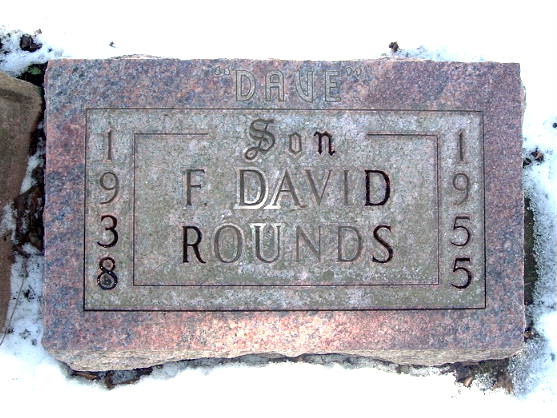 "DAVE"
Son
F. DAVID
ROUNDS
1938
1955